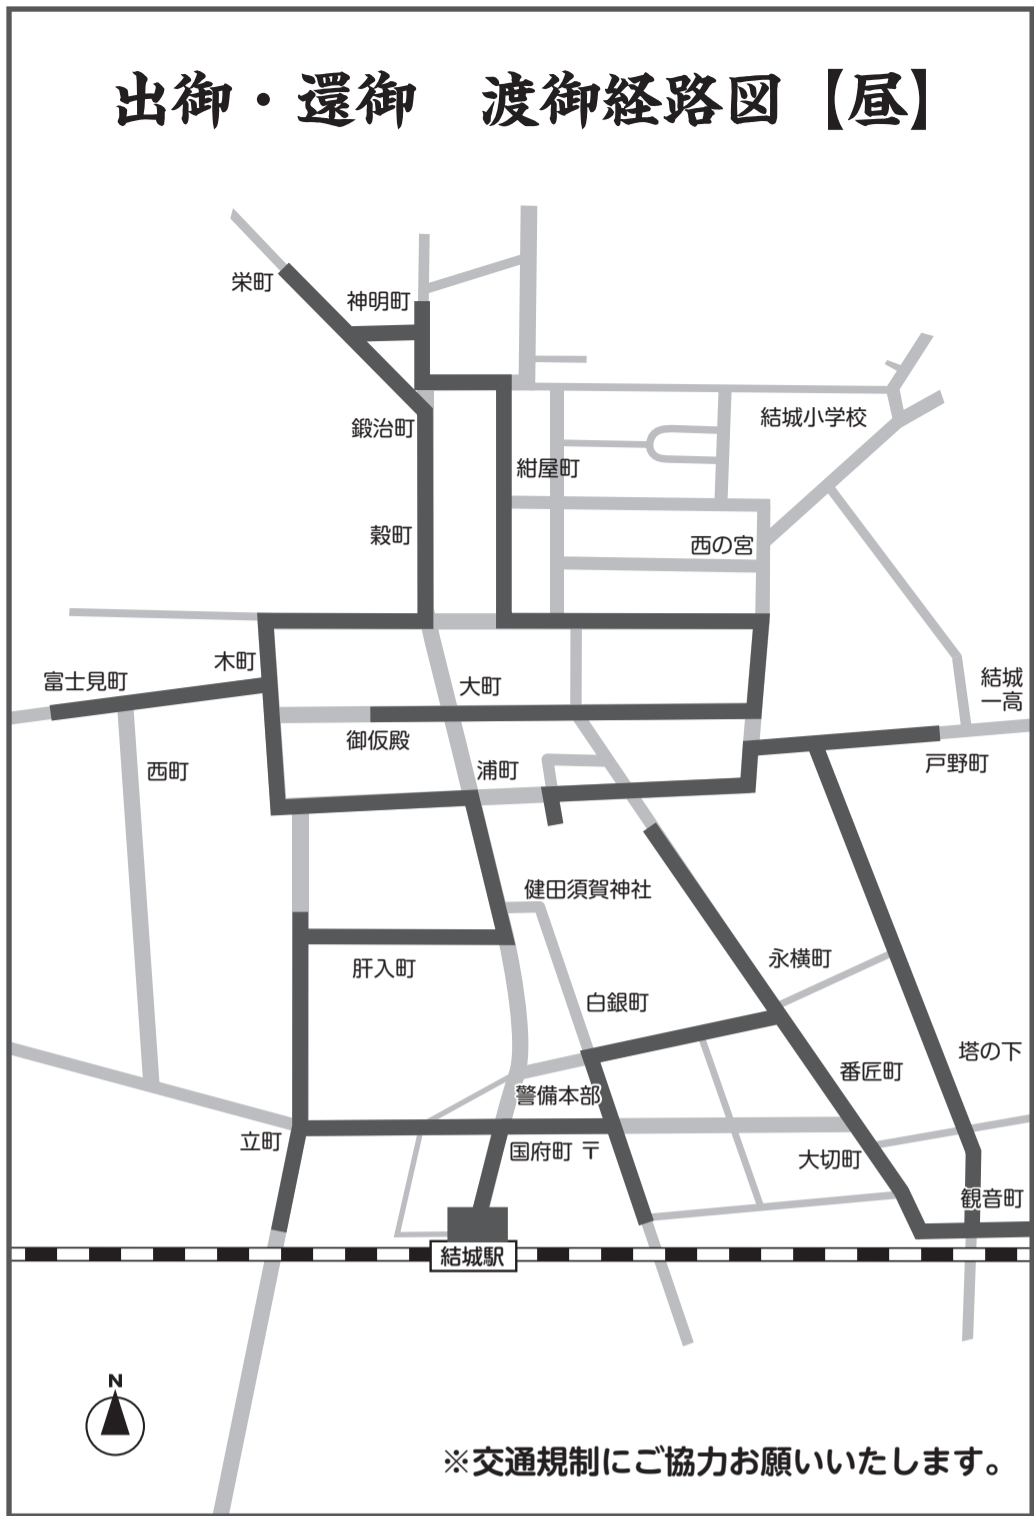 出御・還御　渡御経路図【昼】
栄町
神明町
鍛治町
結城小学校
紺屋町
穀町
西の宮
木町
富士見町
大町
結城
一高
御仮殿
浦町
西町
戸野町
健田須賀神社
永横町
肝入町
白銀町
塔の下
番匠町
警備本部
立町
国府町 〒
大切町
観音町
結城駅
N
※交通規制にご協力お願いいたします。